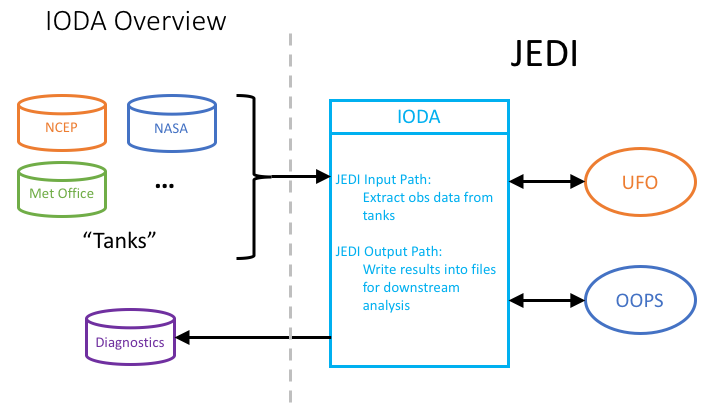 IODA Overview
JEDI
NCEP
NASA
Met Office
...
“Tanks”
Diagnostics
IODA
JEDI Input Path:
Extract obs data from
tanks
JEDI Output Path:
Write results into files
for downstream
analysis
UFO
OOPS